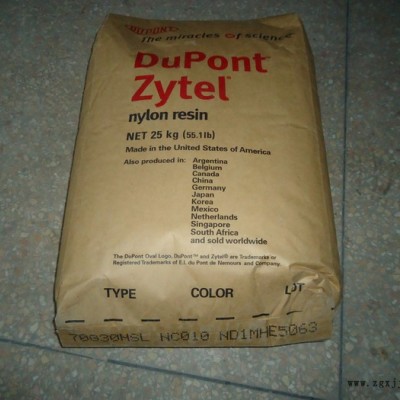 DUPONT
The miracles of science
DuPont™
Zytel®
nylon resin
NET 25 kg (55.1lb)
Made in the United States of America
Also produced in: Argentina
Belgium
Canada
China
Germany
Japan
Korea
Mexico
Netherlands
Singapore
South Africa
and sold worldwide
The DuPont Oval Logo, DuPont™ and Zytel® are Trademarks or
Registered Trademarks of E.I. du Pont de Nemours and Company.
TYPE COLOR LOT
70G30HSL NC010 ND1MHE5063